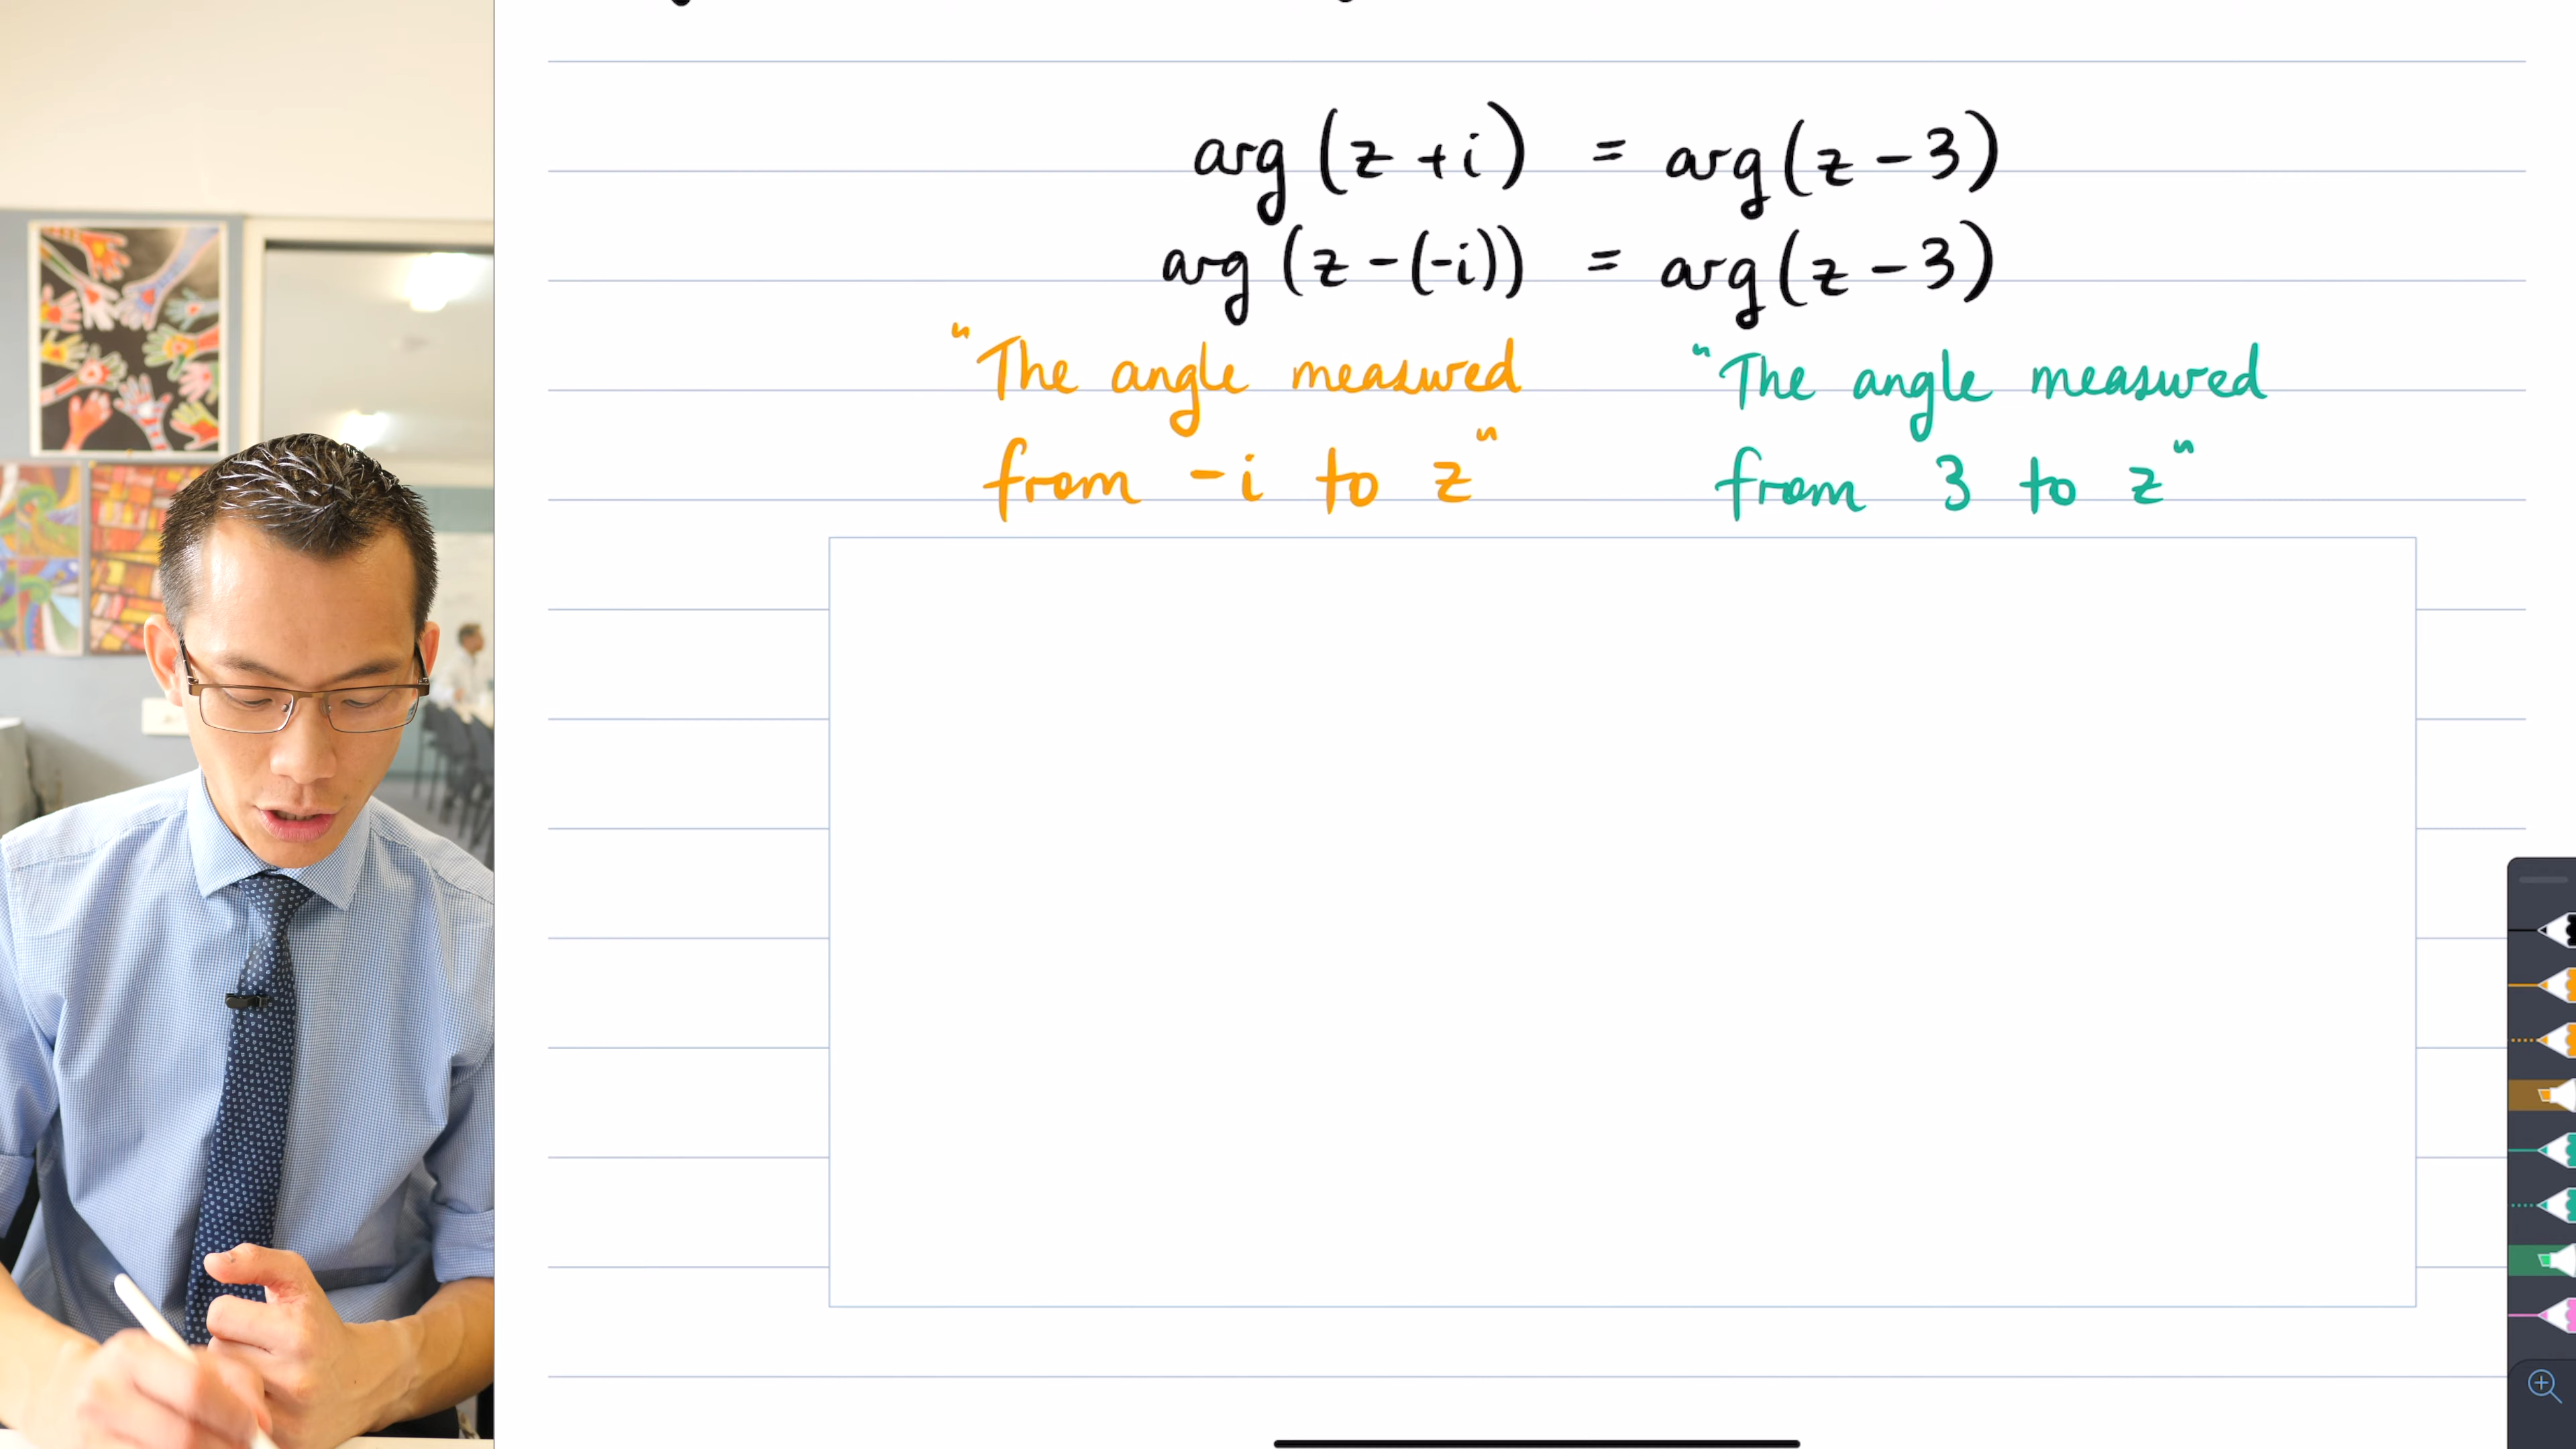 arg (z + i) = arg (z - 3)
arg (z - (-i)) = arg (z - 3)
"The angle measured from -i to z"
"The angle measured from 3 to z"